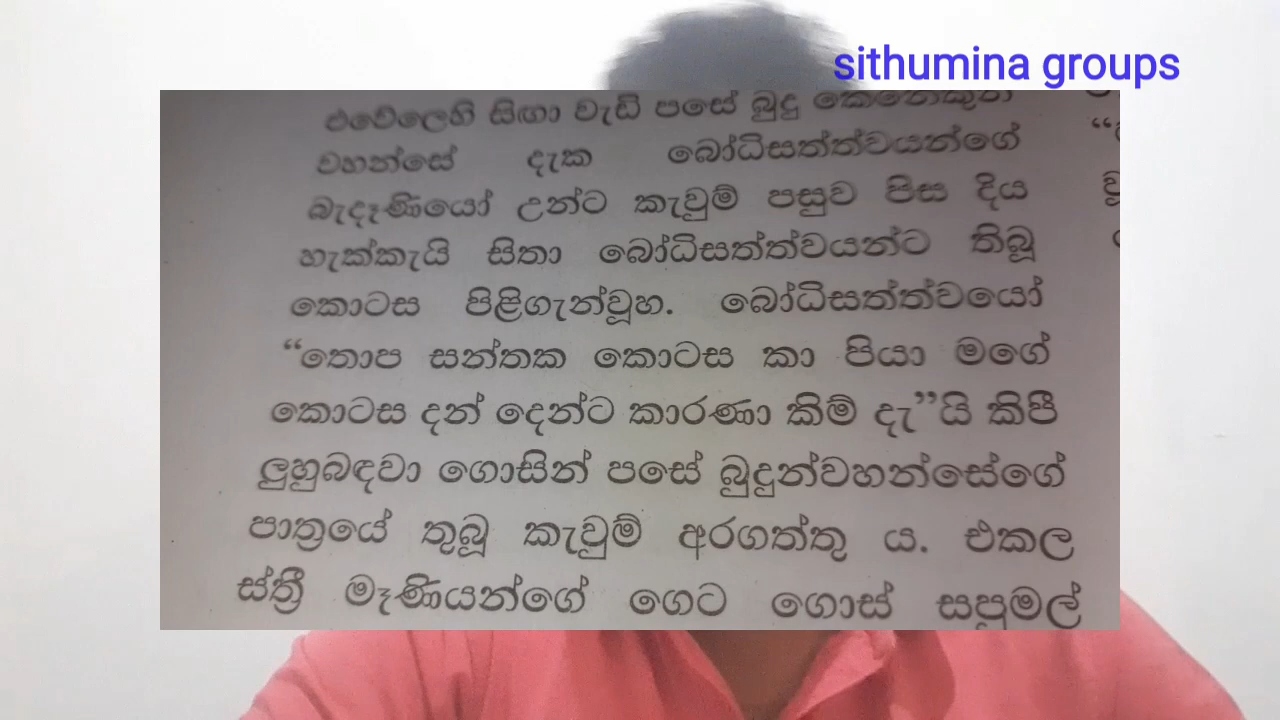 sithumina groups
එවේලෙහි සිඟා වැඩි පසේ බුදු කෙනෙකුන්
වහන්සේ දැක බෝධිසත්ත්වයන්ගේ
බැදෑණියෝ උන්ට කැවුම් පසුව පිස දිය
හැක්කැයි සිතා බෝධිසත්ත්වයන්ට තිබූ
කොටස පිළිගැන්වූහ. බෝධිසත්ත්වයෝ
“තොප සන්තක කොටස කා පියා මගේ
කොටස දන් දෙන්ට කාරණා කිම් දැ”යි කිපී
ලුහුබඳවා ගොසින් පසේ බුදුන්වහන්සේගේ
පාත්‍රයේ තුබූ කැවුම් අරගත්තු ය. එකල
ස්ත්‍රී මෑණියන්ගේ ගෙට ගොස් සපුමල්